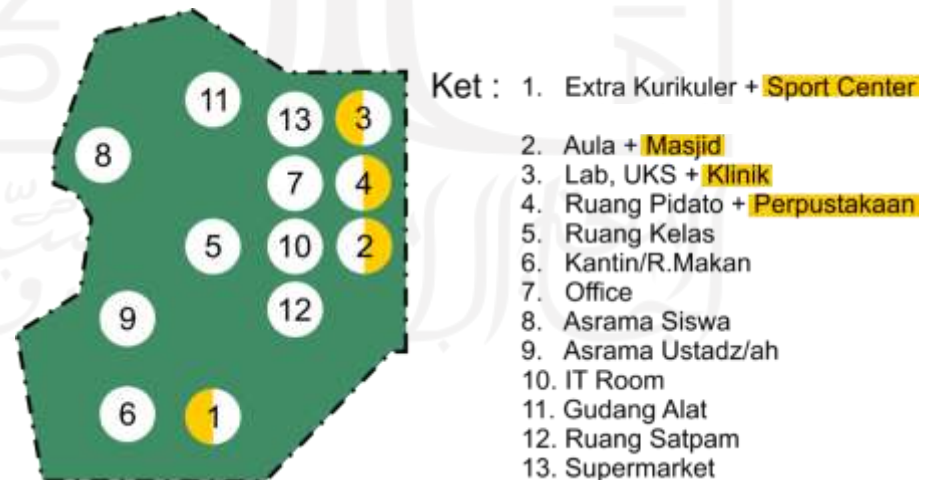 11
13
3
8
7
4
5
10
2
9
12
6
1
Ket :
1. Extra Kurikuler + Sport Center
2. Aula + Masjid
3. Lab, UKS + Klinik
4. Ruang Pidato + Perpustakaan
5. Ruang Kelas
6. Kantin/R.Makan
7. Office
8. Asrama Siswa
9. Asrama Ustadz/ah
10. IT Room
11. Gudang Alat
12. Ruang Satpam
13. Supermarket